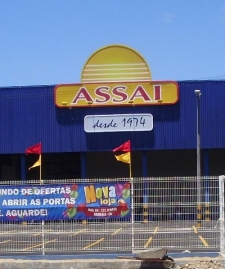 ASSAI
desde 1974
NDO DE OFERTAS
ABRIR AS PORTAS
E. AGUARDE!
Nova
loja